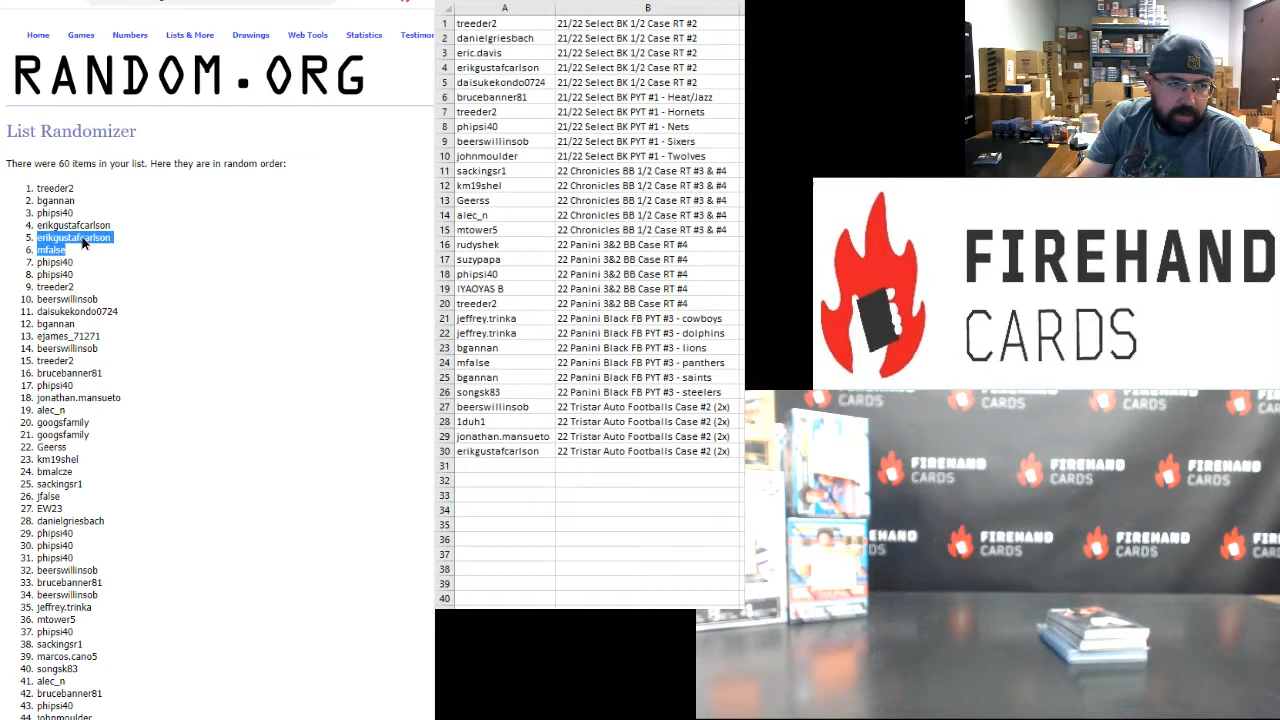 Home Games Numbers Lists & More Drawings Web Tools Statistics Testimor
RANDOM.ORG
List Randomizer
There were 60 items in your list. Here they are in random order:
1. treeder2
2. bgannan
3. phipsi40
4. erikgustafcarlson
5. erikgustafcarlson
6. mfalse
7. phipsi40
8. phipsi40
9. treeder2
10. beerswillinsob
11. daisukekondo0724
12. bgannan
13. ejames_71271
14. beerswillinsob
15. treeder2
16. brucebanner81
17. phipsi40
18. jonathan.mansueto
19. alec_n
20. googsfamily
21. googsfamily
22. Geerss
23. km19shel
24. bmalcze
25. sackingsr1
26. jfalse
27. EW23
28. danielgriesbach
29. phipsi40
30. phipsi40
31. phipsi40
32. beerswillinsob
33. brucebanner81
34. beerswillinsob
35. jeffrey.trinka
36. mtower5
37. phipsi40
38. sackingsr1
39. marcos.cano5
40. songsk83
41. alec_n
42. brucebanner81
43. phipsi40
44. johnmoulder
A B
1 treeder2 21/22 Select BK 1/2 Case RT #2
2 danielgriesbach 21/22 Select BK 1/2 Case RT #2
3 eric.davis 21/22 Select BK 1/2 Case RT #2
4 erikgustafcarlson 21/22 Select BK 1/2 Case RT #2
5 daisukekondo0724 21/22 Select BK 1/2 Case RT #2
6 brucebanner81 21/22 Select BK PYT #1 - Heat/Jazz
7 treeder2 21/22 Select BK PYT #1 - Hornets
8 phipsi40 21/22 Select BK PYT #1 - Nets
9 beerswillinsob 21/22 Select BK PYT #1 - Sixers
10 johnmoulder 21/22 Select BK PYT #1 - Twolves
11 sackingsr1 22 Chronicles BB 1/2 Case RT #3 & #4
12 km19shel 22 Chronicles BB 1/2 Case RT #3 & #4
13 Geerss 22 Chronicles BB 1/2 Case RT #3 & #4
14 alec_n 22 Chronicles BB 1/2 Case RT #3 & #4
15 mtower5 22 Chronicles BB 1/2 Case RT #3 & #4
16 rudyshek 22 Panini 3&2 BB Case RT #4
17 suzypapa 22 Panini 3&2 BB Case RT #4
18 phipsi40 22 Panini 3&2 BB Case RT #4
19 IYAOYAS B 22 Panini 3&2 BB Case RT #4
20 treeder2 22 Panini 3&2 BB Case RT #4
21 jeffrey.trinka 22 Panini Black FB PYT #3 - cowboys
22 jeffrey.trinka 22 Panini Black FB PYT #3 - dolphins
23 bgannan 22 Panini Black FB PYT #3 - lions
24 mfalse 22 Panini Black FB PYT #3 - panthers
25 bgannan 22 Panini Black FB PYT #3 - saints
26 songsk83 22 Panini Black FB PYT #3 - steelers
27 beerswillinsob 22 Tristar Auto Footballs Case #2 (2x)
28 1duh1 22 Tristar Auto Footballs Case #2 (2x)
29 jonathan.mansueto 22 Tristar Auto Footballs Case #2 (2x)
30 erikgustafcarlson 22 Tristar Auto Footballs Case #2 (2x)
31
32
33
34
35
36
37
38
39
40
FIREHAND
CARDS
FIREHAND
CARDS
FIREHAND
CARDS
FIREHAND
CARDS
FIREHAND
CARDS